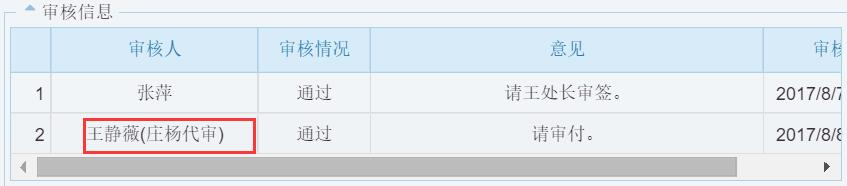 审核信息
审核人 审核情况 意见 审核
1 张萍 通过 请王处长审签。 2017/8/7
2 王静薇(庄杨代审) 通过 请审付。 2017/8/8